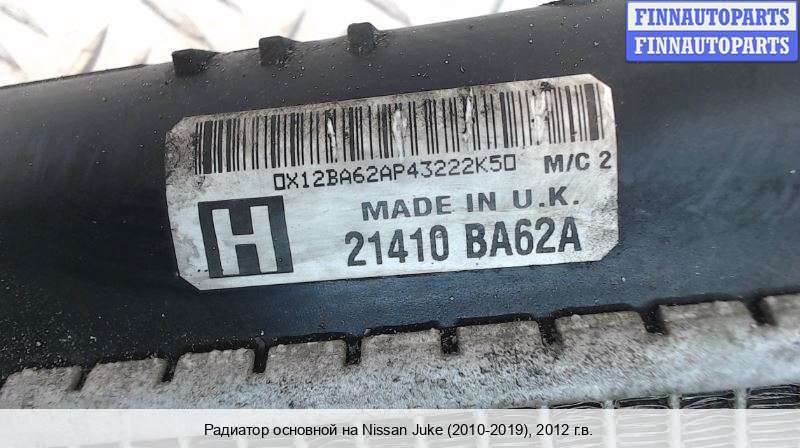 FINNAUTOPARTS
FINNAUTOPARTS
0X12BA62AP43222K50 M/C 2
H MADE IN U.K.
21410 BA62A
Радиатор основной на Nissan Juke (2010-2019), 2012 г.в.